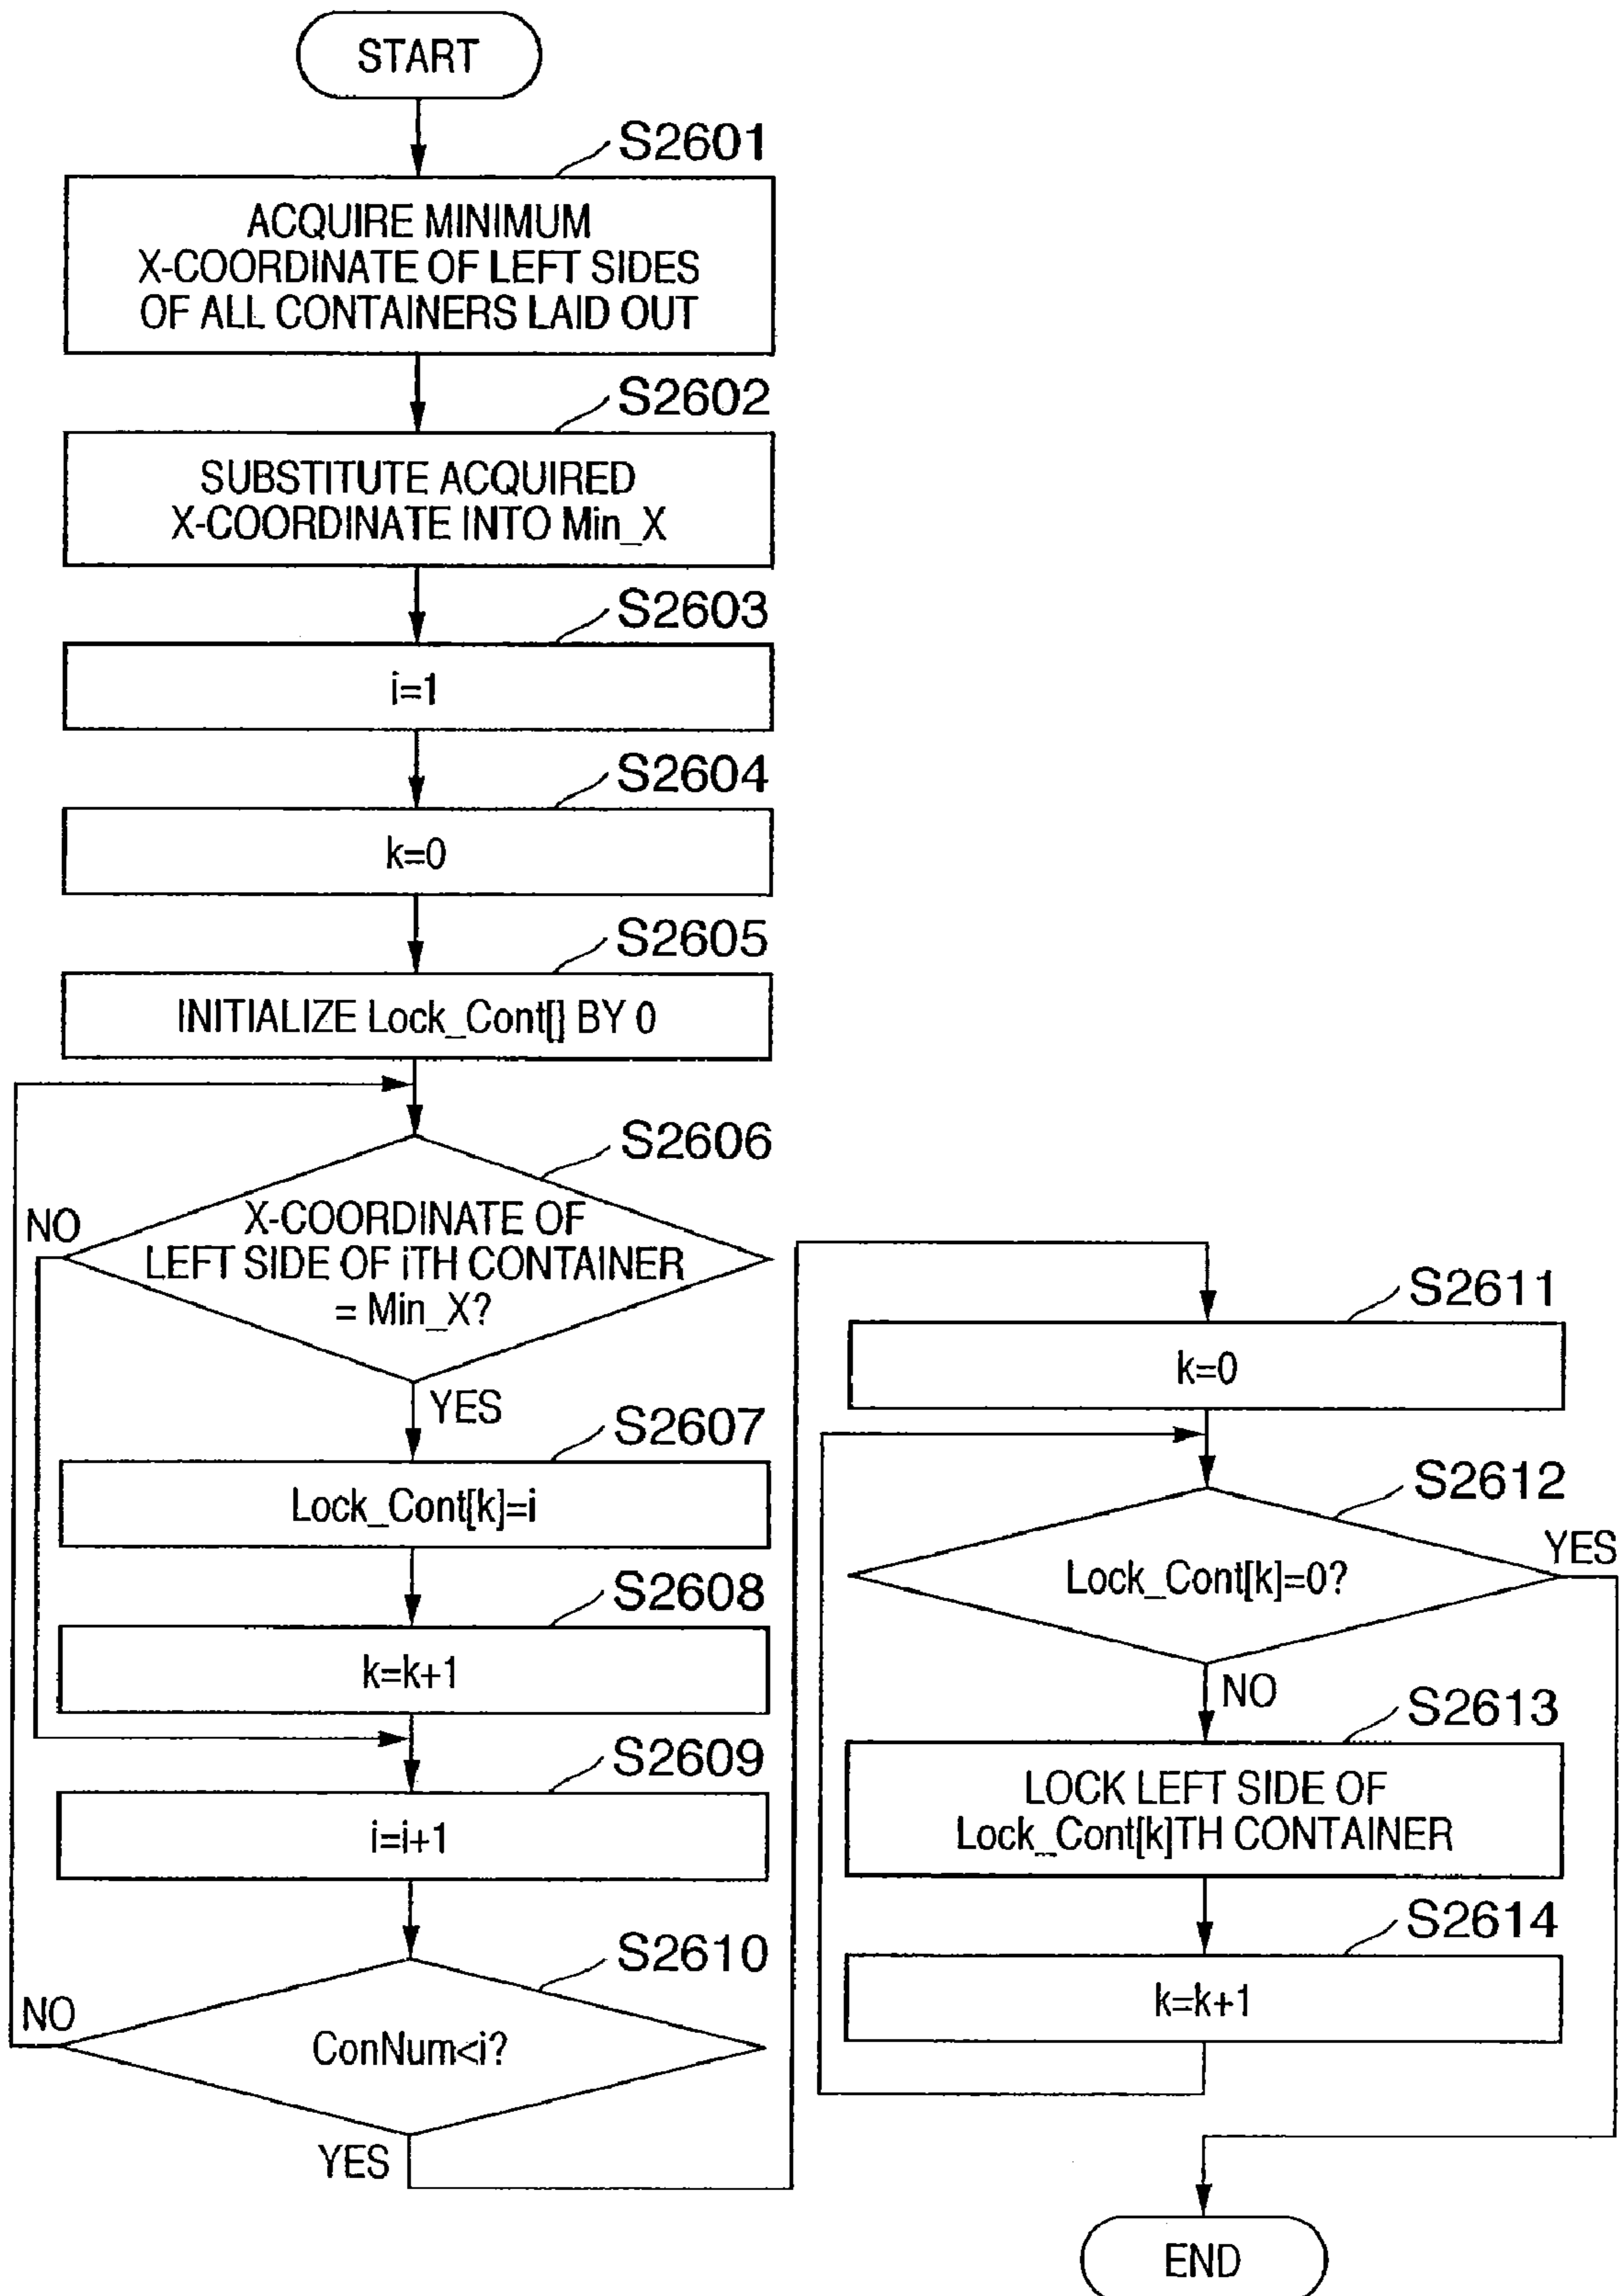 START
S2601
ACQUIRE MINIMUM
X-COORDINATE OF LEFT SIDES
OF ALL CONTAINERS LAID OUT
S2602
SUBSTITUTE ACQUIRED
X-COORDINATE INTO Min_X
S2603
i=1
S2604
k=0
S2605
INITIALIZE Lock_Cont[] BY 0
S2606
NO
X-COORDINATE OF
LEFT SIDE OF iTH CONTAINER
= Min_X?
YES
S2607
Lock_Cont[k]=i
S2608
k=k+1
S2609
i=i+1
S2610
NO
ConNum<i?
YES
S2611
k=0
S2612
YES
Lock_Cont[k]=0?
NO
S2613
LOCK LEFT SIDE OF
Lock_Cont[k]TH CONTAINER
S2614
k=k+1
END